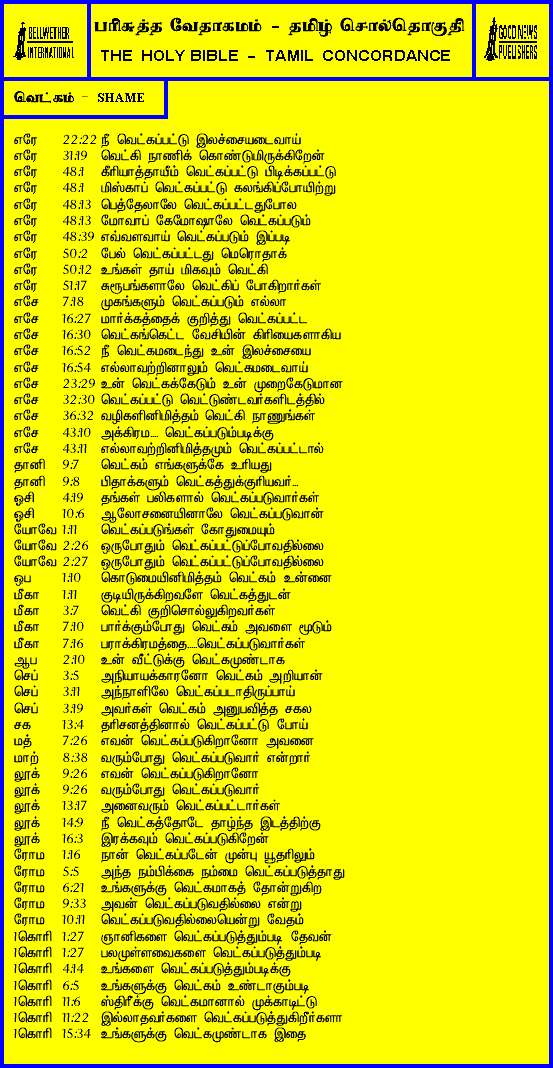 BELLWETHER
INTERNATIONAL
பரிசுத்த வேதாகமம் - தமிழ் சொல்தொகுதி
THE HOLY BIBLE - TAMIL CONCORDANCE
GOOD NEWS
PUBLISHERS
வெட்கம் - SHAME
எரே 22:22 நீ வெட்கப்பட்டு இலச்சையடைவாய்
எரே 31:19 வெட்கி நாணிக் கொண்டுமிருக்கிறேன்
எரே 48:1 கீரியாத்தாயீம் வெட்கப்பட்டு பிடிக்கப்பட்டு
எரே 48:1 மிஸ்காப் வெட்கப்பட்டு கலங்கிப்போயிற்று
எரே 48:13 பெத்தேலாலே வெட்கப்பட்டதுபோல
எரே 48:13 மோவாப் கேமோஷாலே வெட்கப்படும்
எரே 48:39 எவ்வளவாய் வெட்கப்படும் இப்படி
எரே 50:2 பேல் வெட்கப்பட்டது மெரொதாக்
எரே 50:12 உங்கள் தாய் மிகவும் வெட்கி
எரே 51:17 சுரூபங்களாலே வெட்கிப் போகிறார்கள்
எசே 7:18 முகங்களும் வெட்கப்படும் எல்லா
எசே 16:27 மார்க்கத்தைக் குறித்து வெட்கப்பட்ட
எசே 16:30 வெட்கங்கெட்ட வேசியின் கிரியைகளாகிய
எசே 16:52 நீ வெட்கமடைந்து உன் இலச்சையை
எசே 16:54 எல்லாவற்றினாலும் வெட்கமடைவாய்
எசே 23:29 உன் வெட்கக்கேடும் உன் முறைகேடுமான
எசே 32:30 வெட்கப்பட்டு வெட்டுண்டவர்களிடத்தில்
எசே 36:32 வழிகளினிமித்தம் வெட்கி நாணுங்கள்
எசே 43:10 அக்கிரம.... வெட்கப்படும்படிக்கு
எசே 43:11 எல்லாவற்றினிமித்தமும் வெட்கப்பட்டால்
தானி 9:7 வெட்கம் எங்களுக்கே உரியது
தானி 9:8 பிதாக்களும் வெட்கத்துக்குரியவர்...
ஓசி 4:19 தங்கள் பலிகளால் வெட்கப்படுவார்கள்
ஓசி 10:6 ஆலோசனையினாலே வெட்கப்படுவான்
யோவே 1:11 வெட்கப்படுங்கள் கோதுமையும்
யோவே 2:26 ஒருபோதும் வெட்கப்பட்டுப்போவதில்லை
யோவே 2:27 ஒருபோதும் வெட்கப்பட்டுப்போவதில்லை
ஒப 1:10 கொடுமையினிமித்தம் வெட்கம் உன்னை
மீகா 1:11 குடியிருக்கிறவளே வெட்கத்துடன்
மீகா 3:7 வெட்கி குறிசொல்லுகிறவர்கள்
மீகா 7:10 பார்க்கும்போது வெட்கம் அவளை மூடும்
மீகா 7:16 பராக்கிரமத்தை.....வெட்கப்படுவார்கள்
ஆப 2:10 உன் வீட்டுக்கு வெட்கமுண்டாக
செப் 3:5 அநியாயக்காரனோ வெட்கம் அறியான்
செப் 3:11 அந்நாளிலே வெட்கப்படாதிருப்பாய்
செப் 3:19 அவர்கள் வெட்கம் அனுபவித்த சகல
சக 13:4 தரிசனத்தினால் வெட்கப்பட்டு போய்
மத் 7:26 எவன் வெட்கப்படுகிறானோ அவனை
மாற் 8:38 வரும்போது வெட்கப்படுவார் என்றார்
லூக் 9:26 எவன் வெட்கப்படுகிறானோ
லூக் 9:26 வரும்போது வெட்கப்படுவார்
லூக் 13:17 அனைவரும் வெட்கப்பட்டார்கள்
லூக் 14:9 நீ வெட்கத்தோடே தாழ்ந்த இடத்திற்கு
லூக் 16:3 இரக்கவும் வெட்கப்படுகிறேன்
ரோம 1:16 நான் வெட்கப்படேன் முன்பு யூதரிலும்
ரோம 5:5 அந்த நம்பிக்கை நம்மை வெட்கப்படுத்தாது
ரோம 6:21 உங்களுக்கு வெட்கமாகத் தோன்றுகிற
ரோம 9:33 அவன் வெட்கப்படுவதில்லை என்று
ரோம 10:11 வெட்கப்படுவதில்லையென்று வேதம்
1கொரி 1:27 ஞானிகளை வெட்கப்படுத்தும்படி தேவன்
1கொரி 1:27 பலமுள்ளவைகளை வெட்கப்படுத்தும்படி
1கொரி 4:14 உங்களை வெட்கப்படுத்தும்படிக்கு
1கொரி 6:5 உங்களுக்கு வெட்கம் உண்டாகும்படி
1கொரி 11:6 ஸ்திரீக்கு வெட்கமானால் முக்காடிட்டு
1கொரி 11:22 இல்லாதவர்களை வெட்கப்படுத்துகிறீர்களா
1கொரி 15:34 உங்களுக்கு வெட்கமுண்டாக இதை